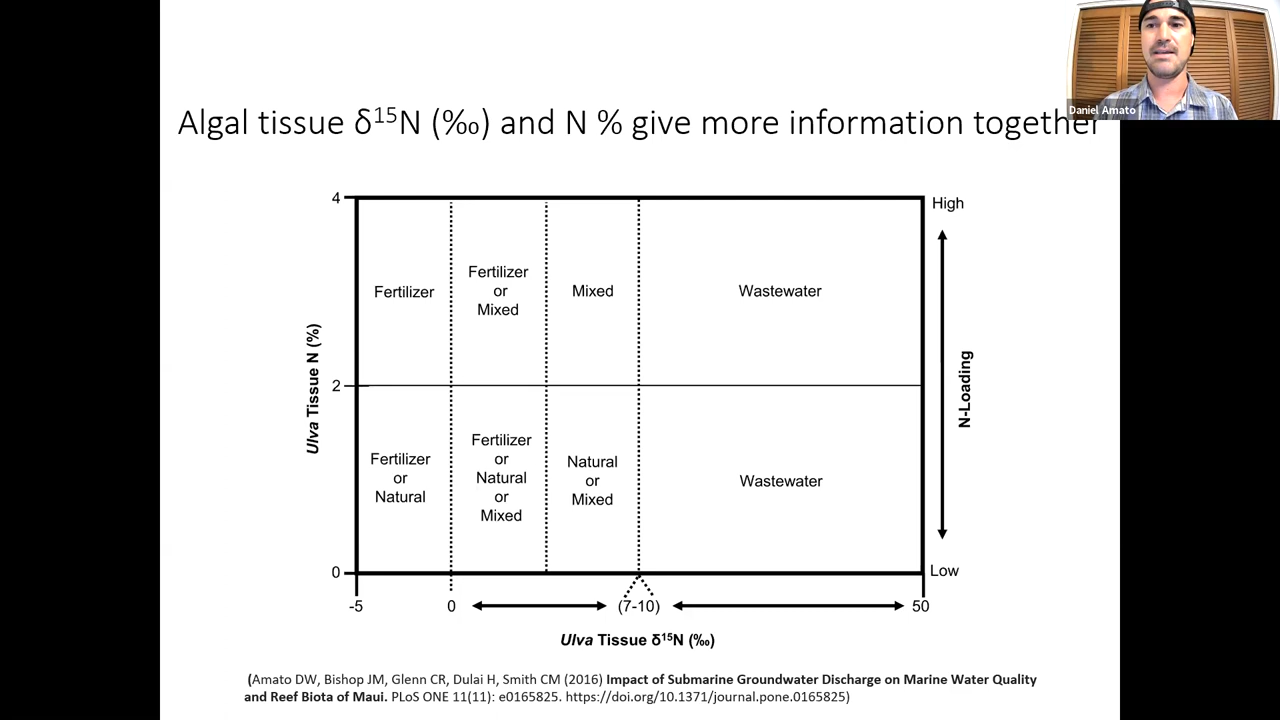 Daniel Amato
Algal tissue δ¹⁵N (‰) and N % give more information together
4
High
Fertilizer
Fertilizer
or
Mixed
Mixed
Wastewater
Ulva Tissue N (%)
2
N-Loading
Fertilizer
or
Natural
Fertilizer
or
Natural
or
Mixed
Natural
or
Mixed
Wastewater
0
Low
-5
0
(7-10)
50
Ulva Tissue δ¹⁵N (‰)
(Amato DW, Bishop JM, Glenn CR, Dulai H, Smith CM (2016) Impact of Submarine Groundwater Discharge on Marine Water Quality
and Reef Biota of Maui. PLoS ONE 11(11): e0165825. https://doi.org/10.1371/journal.pone.0165825)